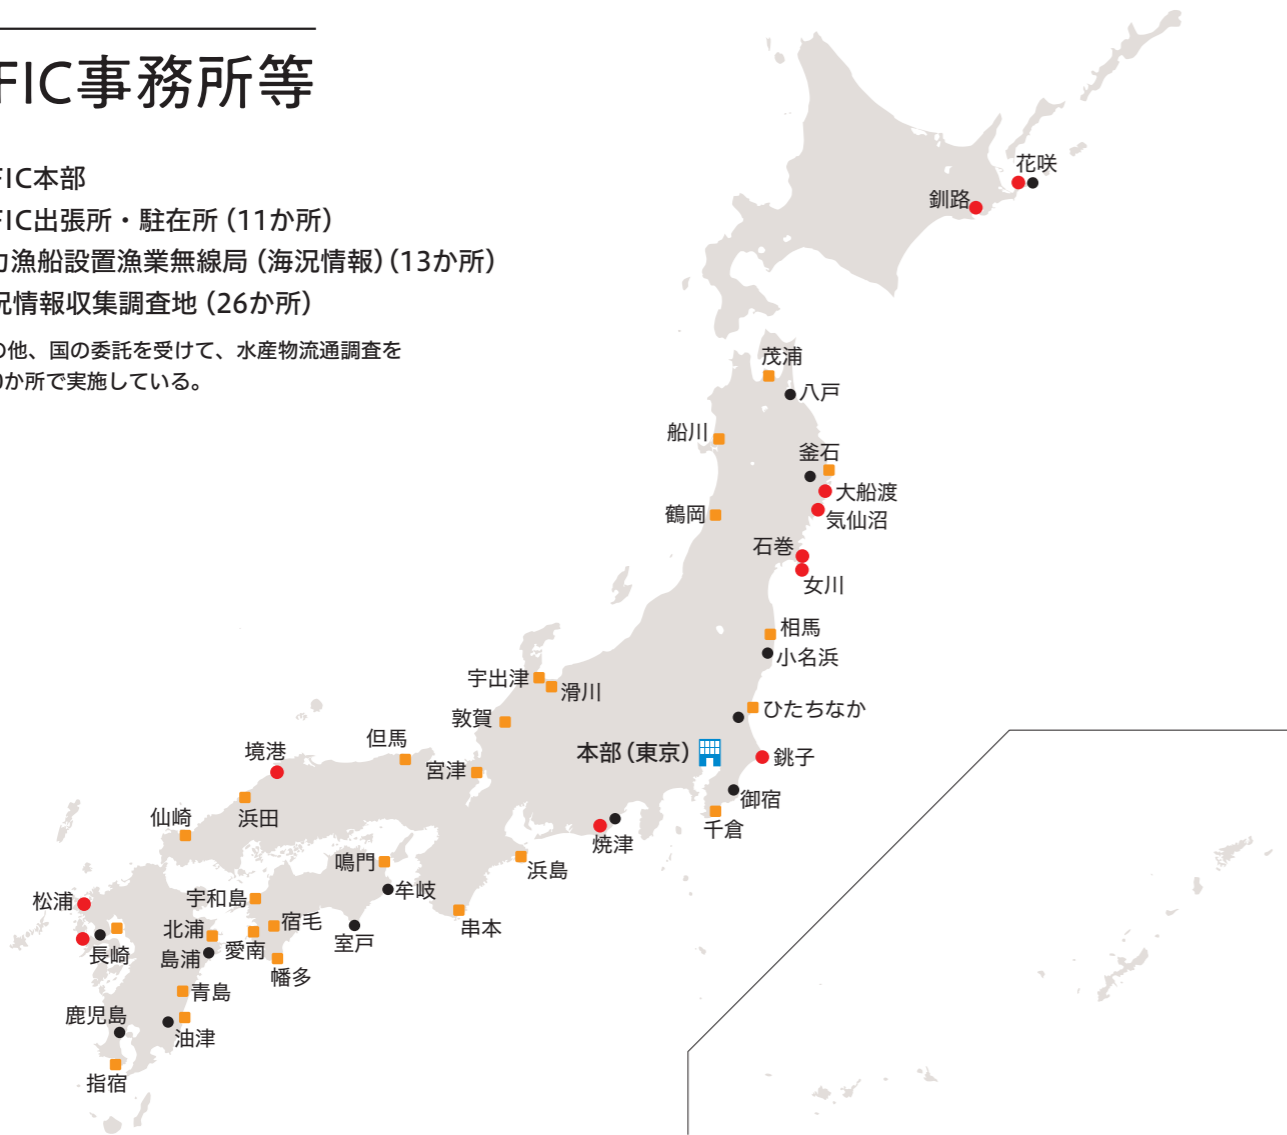 FIC事務所等
FIC本部
FIC出張所・駐在所（11か所）
カ漁船設置漁業無線局（海況情報）（13か所）
況情報収集調査地（26か所）
の他、国の委託を受けて、水産物流通調査を
0か所で実施している。
花咲
釧路
茂浦
八戸
船川
釜石
大船渡
鶴岡
気仙沼
石巻
女川
相馬
小名浜
宇出津
滑川
ひたちなか
敦賀
但馬
境港
本部（東京）
銚子
宮津
御宿
仙崎
浜田
千倉
焼津
鳴門
浜島
牟岐
松浦
宇和島
宿毛
串本
北浦
室戸
愛南
長崎
島浦
幡多
青島
鹿児島
油津
指宿